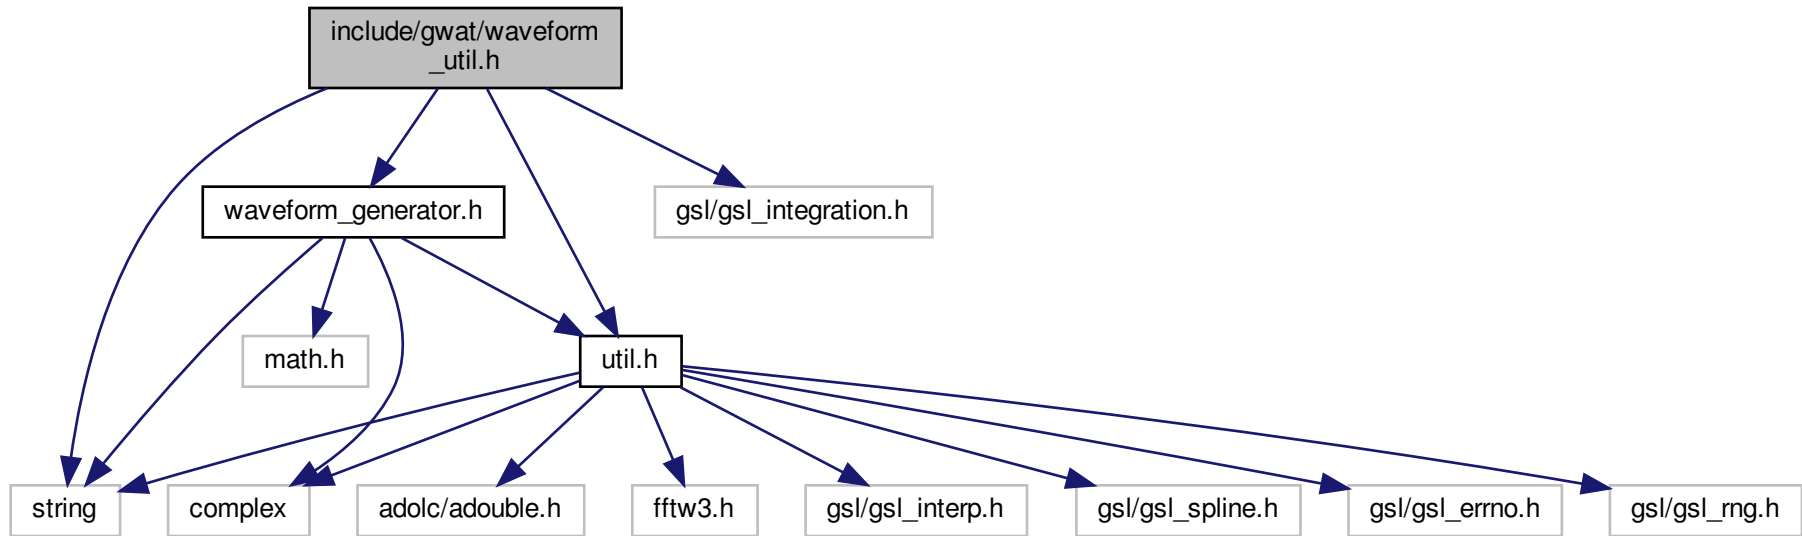 include/gwat/waveform
_util.h
waveform_generator.h
gsl/gsl_integration.h
math.h
util.h
string
complex
adolc/adouble.h
fftw3.h
gsl/gsl_interp.h
gsl/gsl_spline.h
gsl/gsl_errno.h
gsl/gsl_rng.h